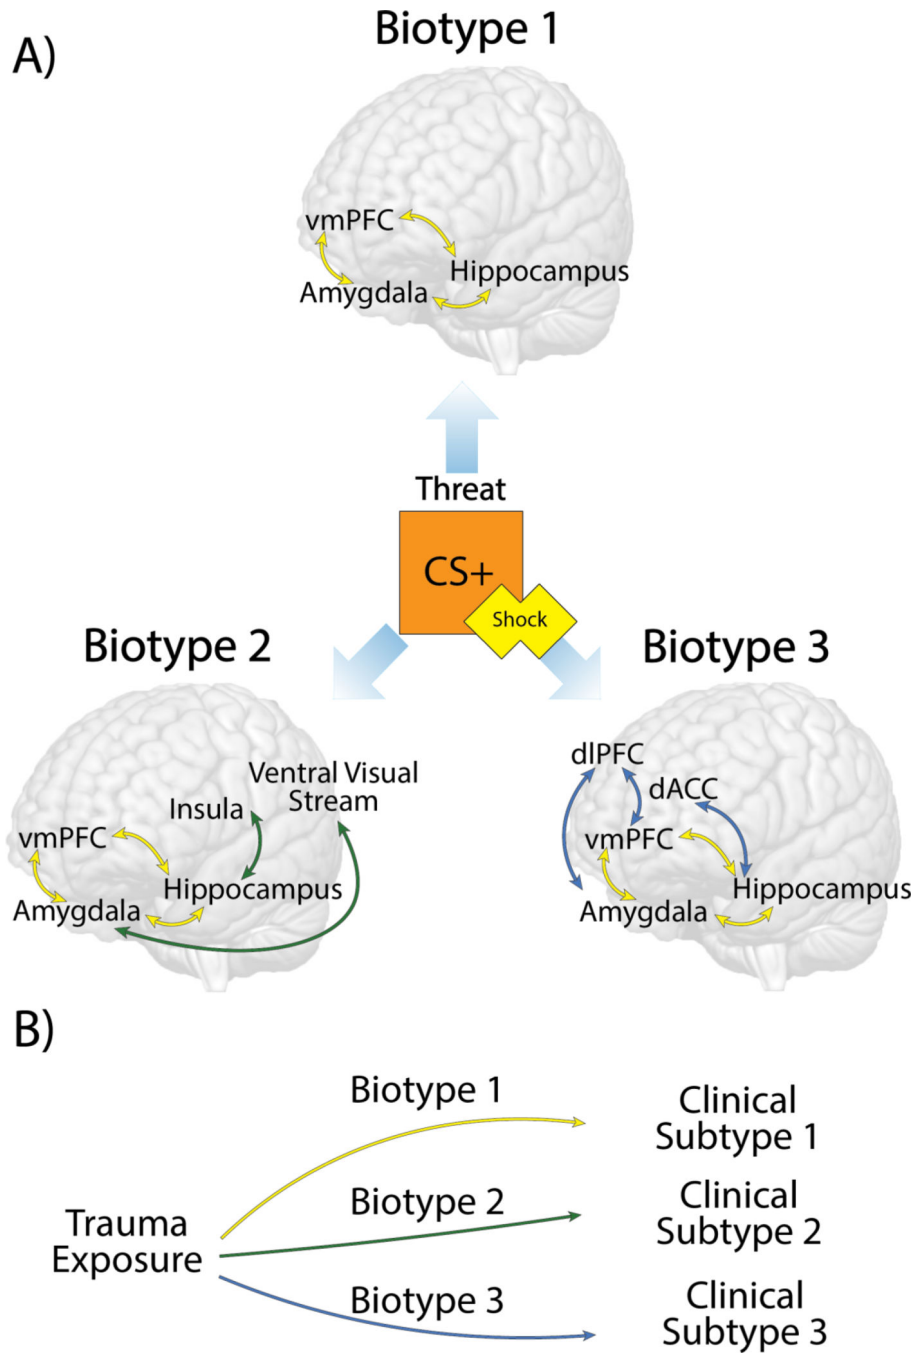 A)
Biotype 1
vmPFC
Hippocampus
Amygdala
Threat
CS+
Shock
Biotype 2
Ventral Visual
Stream
Insula
vmPFC
Hippocampus
Amygdala
Biotype 3
dlPFC
dACC
vmPFC
Hippocampus
Amygdala
B)
Biotype 1
Clinical
Subtype 1
Trauma
Exposure
Biotype 2
Clinical
Subtype 2
Biotype 3
Clinical
Subtype 3